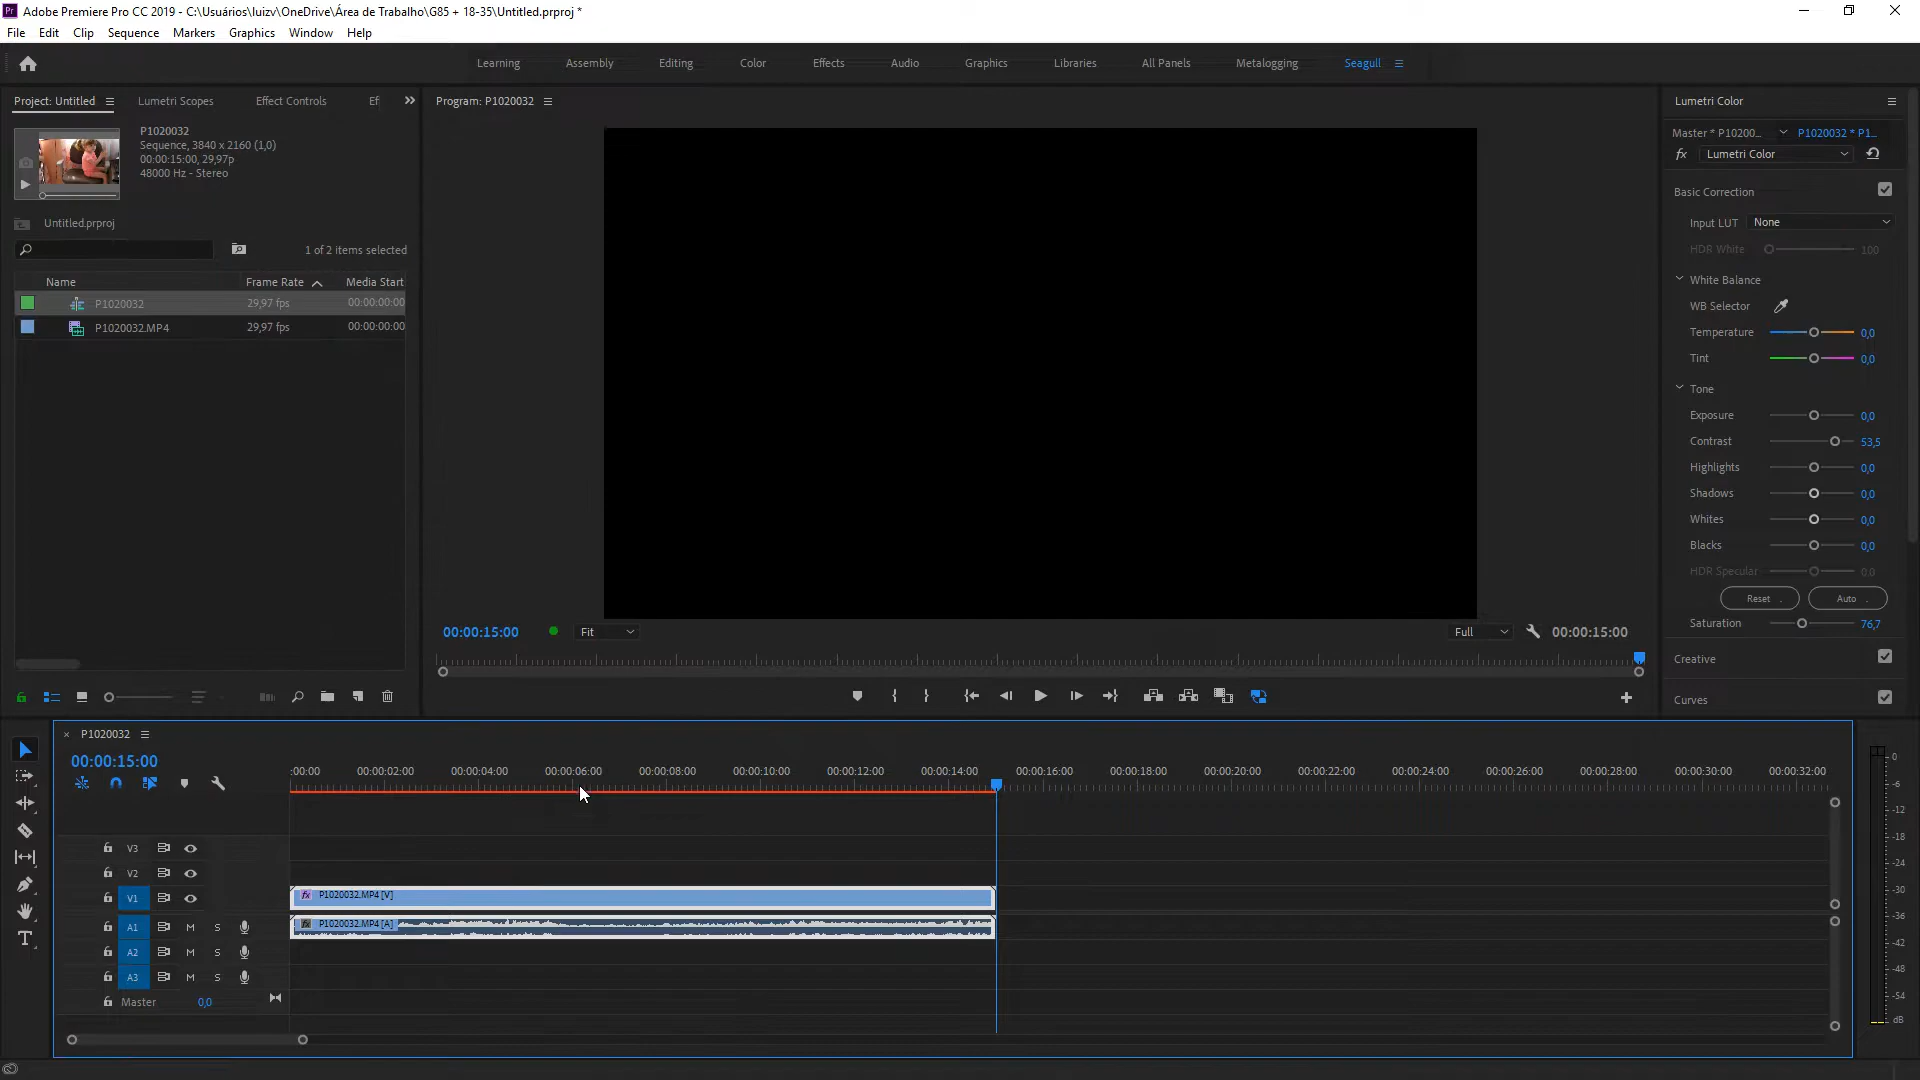 Adobe Premiere Pro CC 2019 - C:\Usuários\luizv\OneDrive\Área de Trabalho\G85 + 18-35\Untitled.prproj *
File Edit Clip Sequence Markers Graphics Window Help
Learning Assembly Editing Color Effects Audio Graphics Libraries All Panels Metalogging Seagull
Project: Untitled Lumetri Scopes Effect Controls Ef
P1020032
Sequence, 3840 x 2160 (1,0)
00:00:15:00, 29,97p
48000 Hz - Stereo
Untitled.prproj
1 of 2 items selected
Name Frame Rate Media Start
P1020032 29,97 fps 00:00:00:00
P1020032.MP4 29,97 fps 00:00:00:00
Program: P1020032
00:00:15:00 Fit Full 00:00:15:00
Lumetri Color
Master * P10200... P1020032 * P1...
fx Lumetri Color
Basic Correction
Input LUT None
HDR White 100
White Balance
WB Selector
Temperature 0,0
Tint 0,0
Tone
Exposure 0,0
Contrast 53,5
Highlights 0,0
Shadows 0,0
Whites 0,0
Blacks 0,0
HDR Specular 0,0
Reset Auto
Saturation 76,7
Creative
Curves
P1020032
00:00:15:00
:00:00 00:00:02:00 00:00:04:00 00:00:06:00 00:00:08:00 00:00:10:00 00:00:12:00 00:00:14:00 00:00:16:00 00:00:18:00 00:00:20:00 00:00:22:00 00:00:24:00 00:00:26:00 00:00:28:00 00:00:30:00 00:00:32:00
V3
V2
V1 fx P1020032.MP4 [V]
A1 M S fx P1020032.MP4 [A]
A2 M S
A3 M S
Master 0,0
0
-6
-12
-18
-24
-30
-36
-42
-48
-54
dB